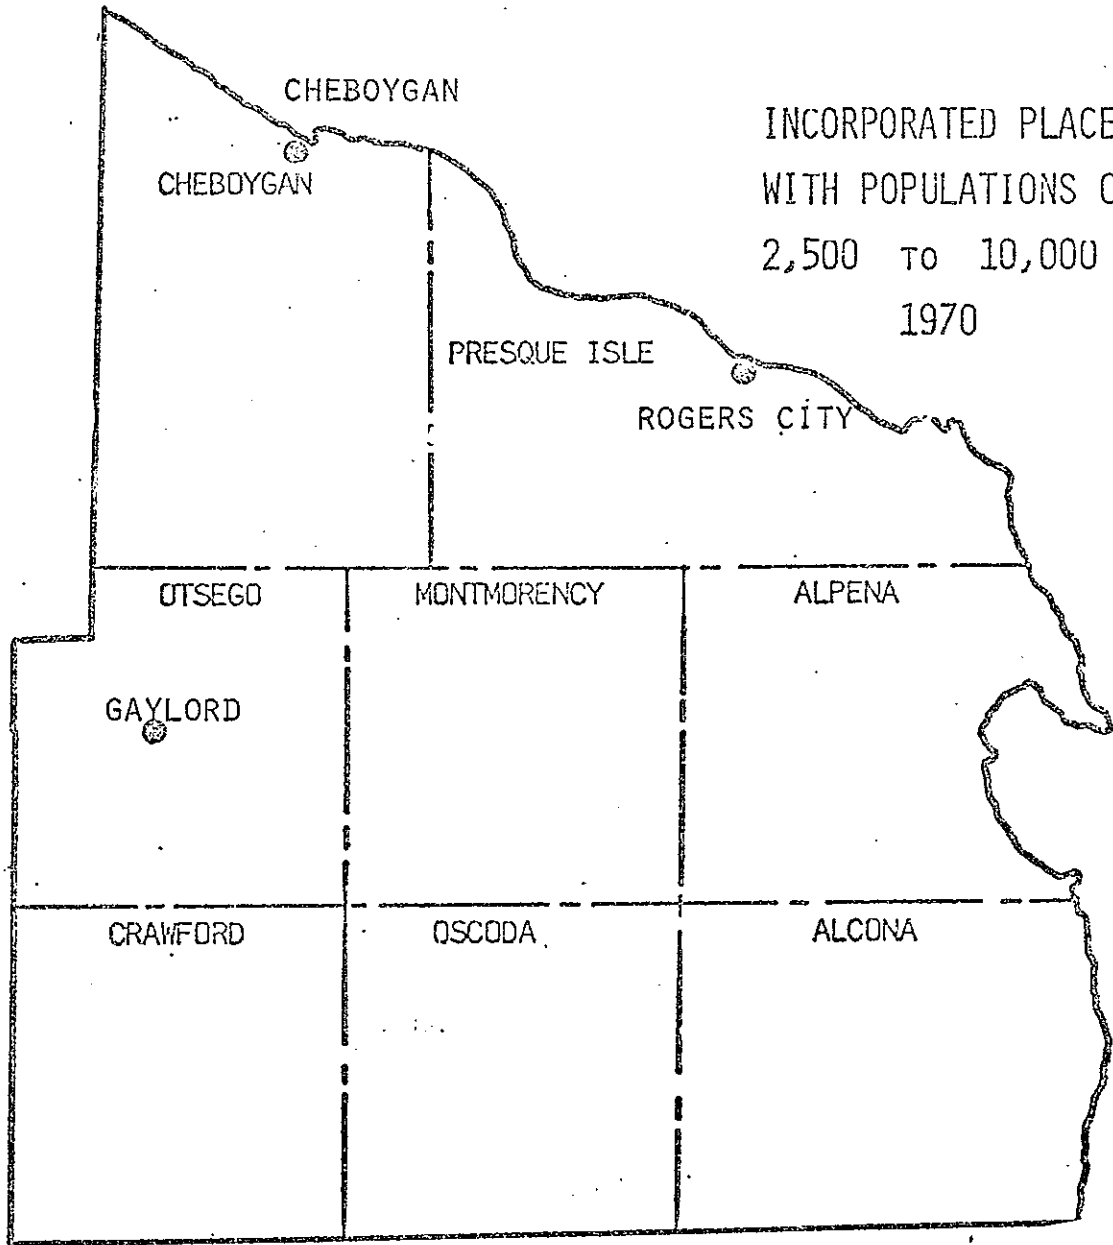 CHEBOYGAN
INCORPORATED PLACE
CHEBOYGAN
WITH POPULATIONS
2,500 TO 10,000
1970
PRESQUE ISLE
ROGERS CITY
OTSEGO MONTMORENCY ALPENA
GAYLORD
CRAWFORD OSCODA ALCONA